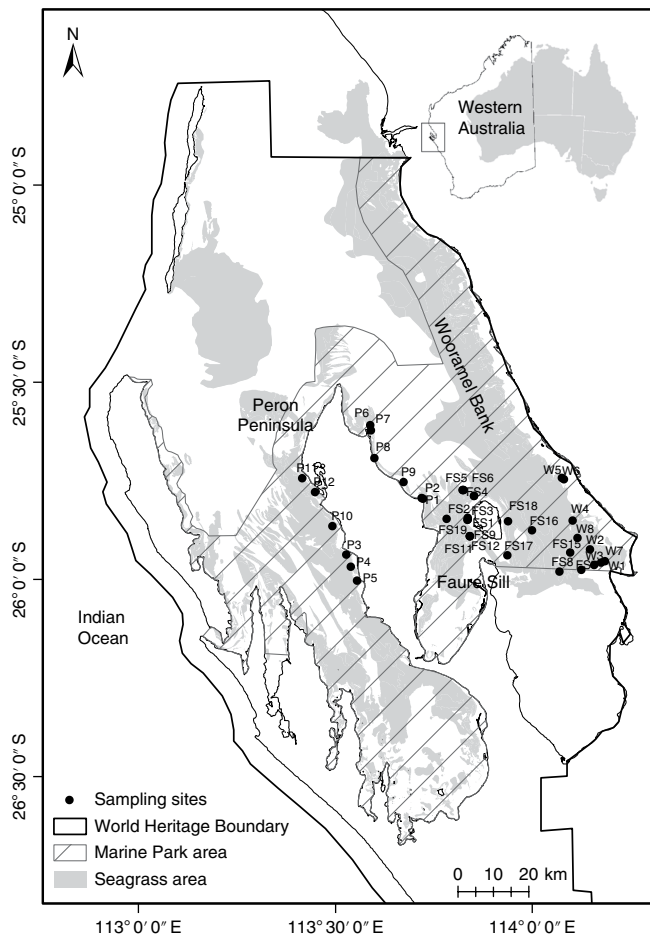 N
Western
Australia
25° 0′ 0″ S
Wooramel Bank
25° 30′ 0″ S
Peron
Peninsula
P6
P7
P8
P9
P2
P1
P12
P10
P3
P4
P5
FS5
FS6
FS4
FS2
FS3
FS1
FS19
FS9
FS11
FS12
FS18
FS16
FS17
W5
W6
W4
W8
FS15
W2
W7
W3
FS8
W1
26° 0′ 0″ S
Faure Sill
Indian
Ocean
26° 30′ 0″ S
Sampling sites
World Heritage Boundary
Marine Park area
Seagrass area
0 10 20 km
113° 0′ 0″ E
113° 30′ 0″ E
114° 0′ 0″ E